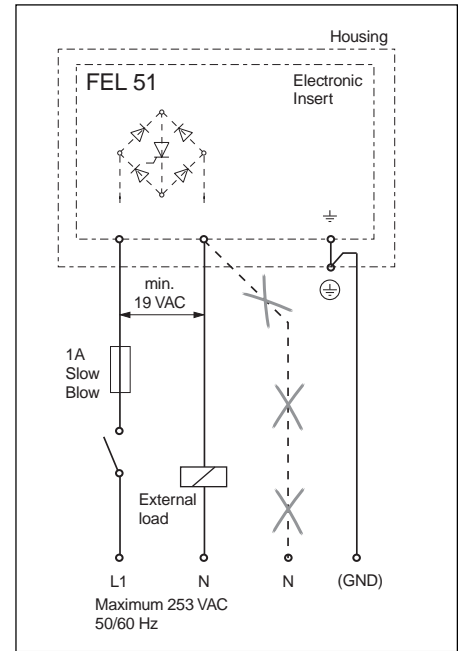 Housing
FEL 51
Electronic
Insert
min.
19 VAC
1A
Slow
Blow
External
load
L1
N
N
(GND)
Maximum 253 VAC
50/60 Hz